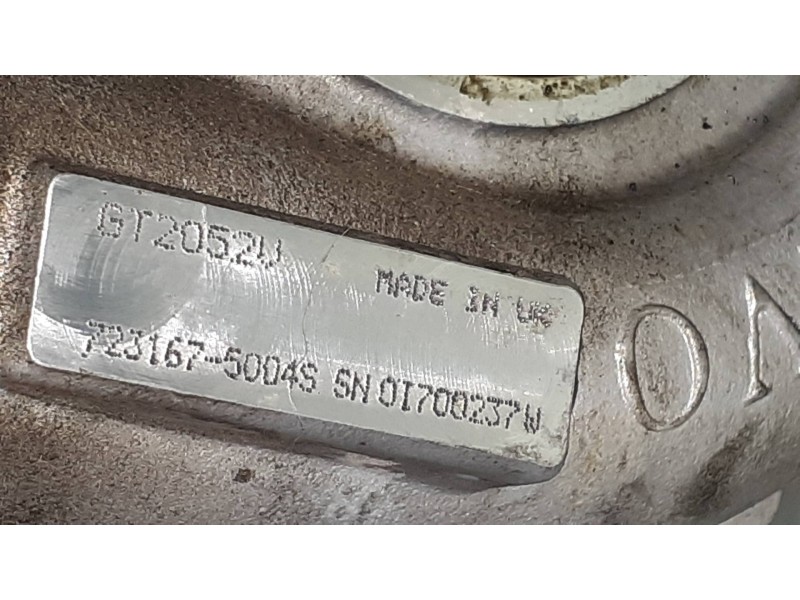 GT2052V
MADE IN UK
723167-5004S SN 0I700237W